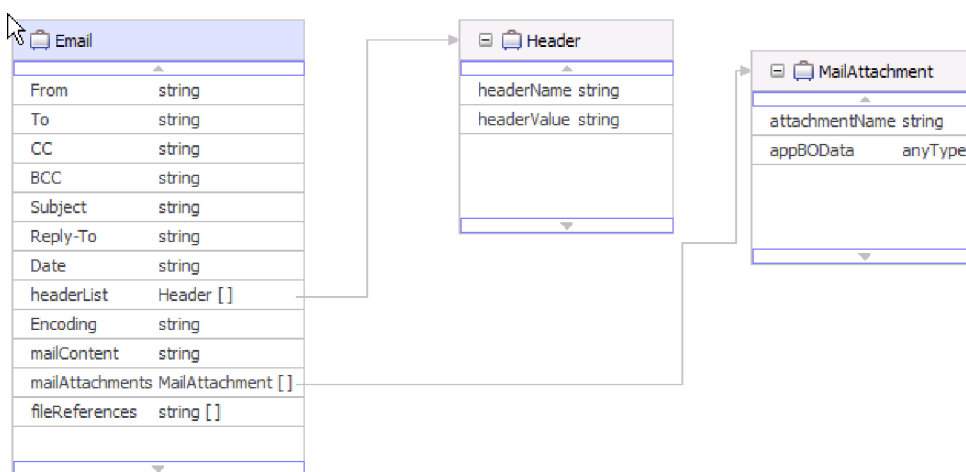 Email
From string
To string
CC string
BCC string
Subject string
Reply-To string
Date string
headerList Header []
Encoding string
mailContent string
mailAttachments MailAttachment []
fileReferences string []
Header
headerName string
headerValue string
MailAttachment
attachmentName string
appBOData anyType